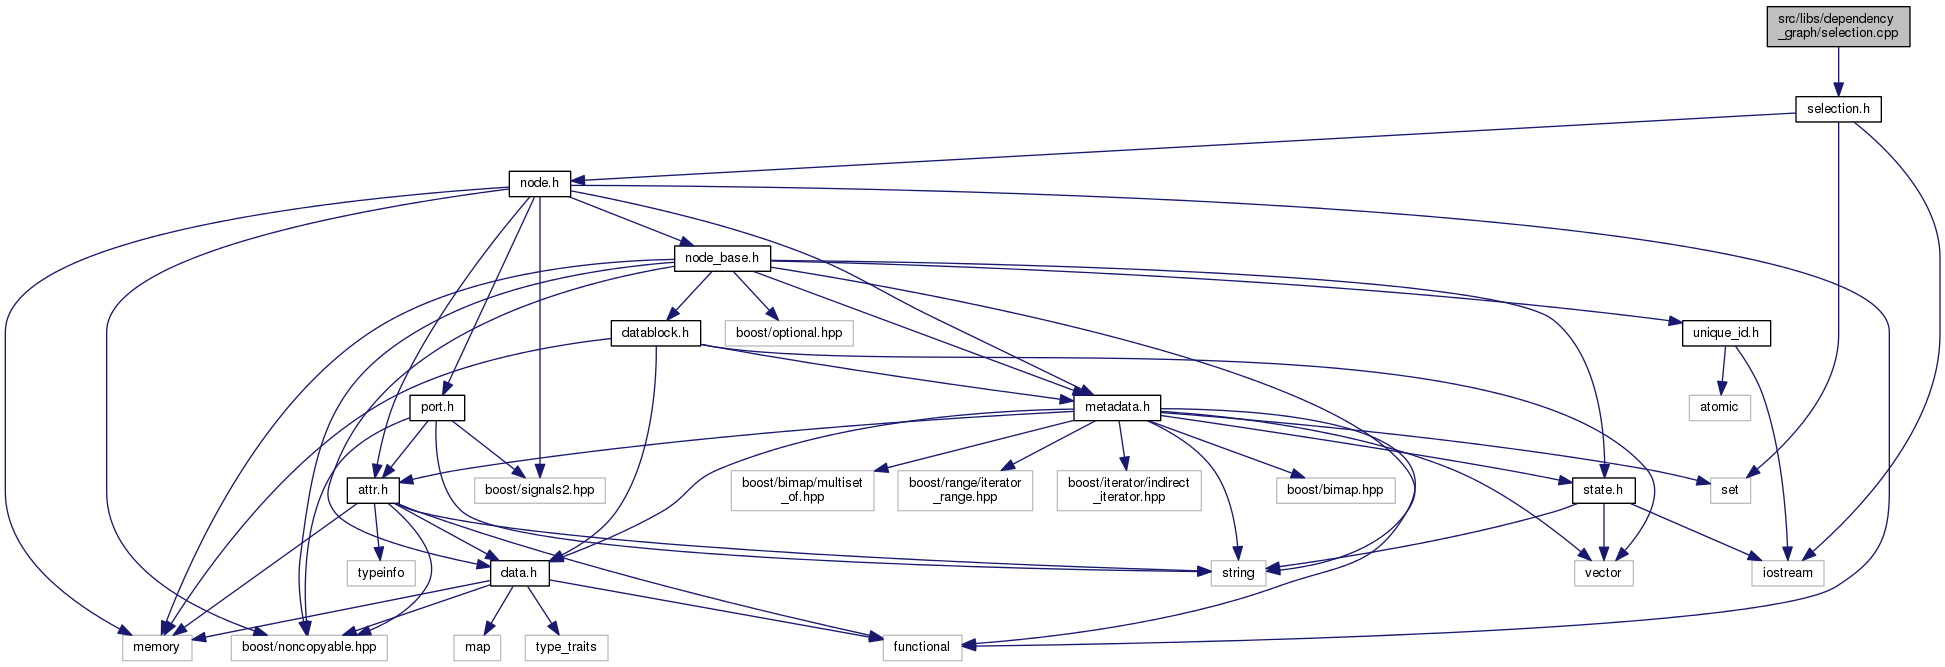 src/libs/dependency
_graph/selection.cpp
selection.h
node.h
node_base.h
datablock.h
boost/optional.hpp
unique_id.h
port.h
metadata.h
atomic
attr.h
boost/signals2.hpp
boost/bimap/multiset
_of.hpp
boost/range/iterator
_range.hpp
boost/iterator/indirect
_iterator.hpp
boost/bimap.hpp
state.h
set
typeinfo
data.h
string
vector
iostream
memory
boost/noncopyable.hpp
map
type_traits
functional